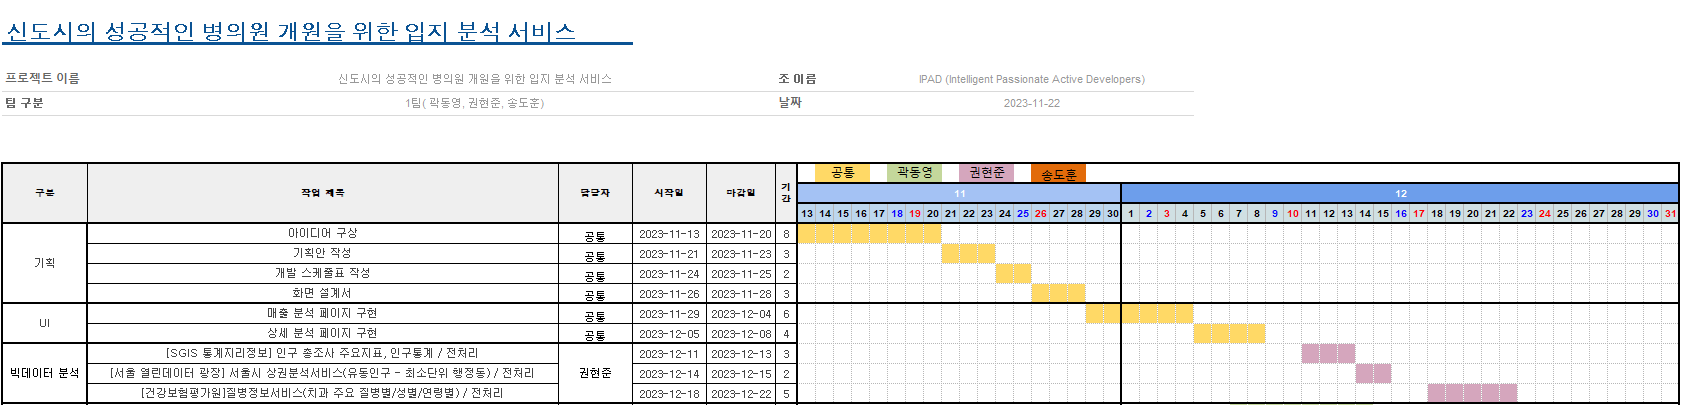 신도시의 성공적인 병의원 개원을 위한 입지 분석 서비스
프로젝트 이름 신도시의 성공적인 병의원 개원을 위한 입지 분석 서비스 조 이름 IPAD (Intelligent Passionate Active Developers)
팀 구분 1팀( 곽동영, 권현준, 송도훈) 날짜 2023-11-22
공통 곽동영 권현준 송도훈
구분 작업 제목 담당자 시작일 마감일 기간
11 12
13 14 15 16 17 18 19 20 21 22 23 24 25 26 27 28 29 30 1 2 3 4 5 6 7 8 9 10 11 12 13 14 15 16 17 18 19 20 21 22 23 24 25 26 27 28 29 30 31
기획
아이디어 구상 공통 2023-11-13 2023-11-20 8
기획안 작성 공통 2023-11-21 2023-11-23 3
개발 스케줄표 작성 공통 2023-11-24 2023-11-25 2
화면 설계서 공통 2023-11-26 2023-11-28 3
UI
매출 분석 페이지 구현 공통 2023-11-29 2023-12-04 6
상세 분석 페이지 구현 공통 2023-12-05 2023-12-08 4
빅데이터 분석 권현준
[SGIS 통계지리정보] 인구 총조사 주요지표, 인구통계 / 전처리 2023-12-11 2023-12-13 3
[서울 열린데이터 광장] 서울시 상권분석서비스(유동인구 - 최소단위 행정동) / 전처리 2023-12-14 2023-12-15 2
[건강보험평가원]질병정보서비스(치과 주요 질병별/성별/연령별) / 전처리 2023-12-18 2023-12-22 5